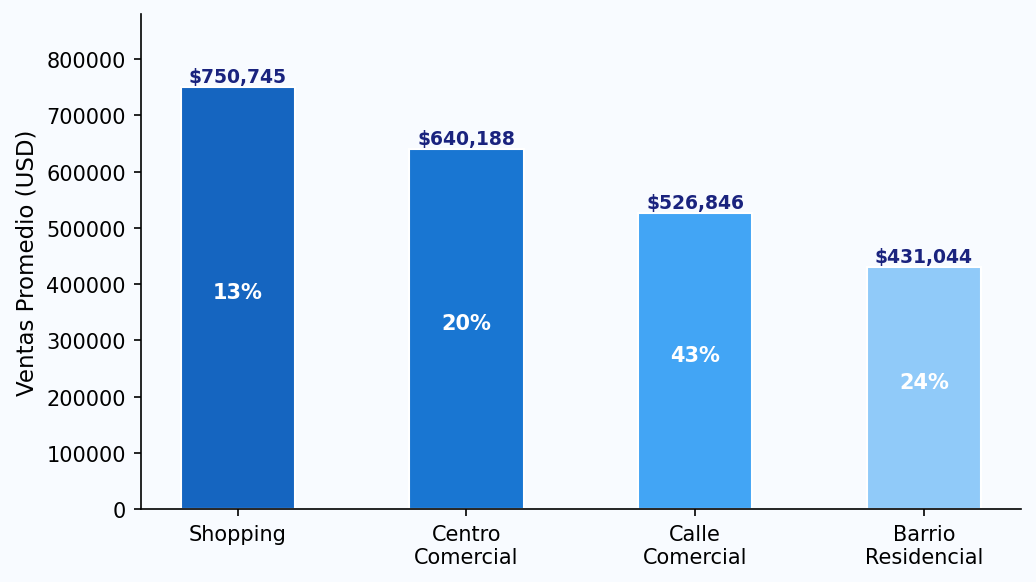 Ventas Promedio (USD)
800000
700000
600000
500000
400000
300000
200000
100000
0
$750,745
$640,188
$526,846
$431,044
13%
20%
43%
24%
Shopping
Centro
Comercial
Calle
Comercial
Barrio
Residencial